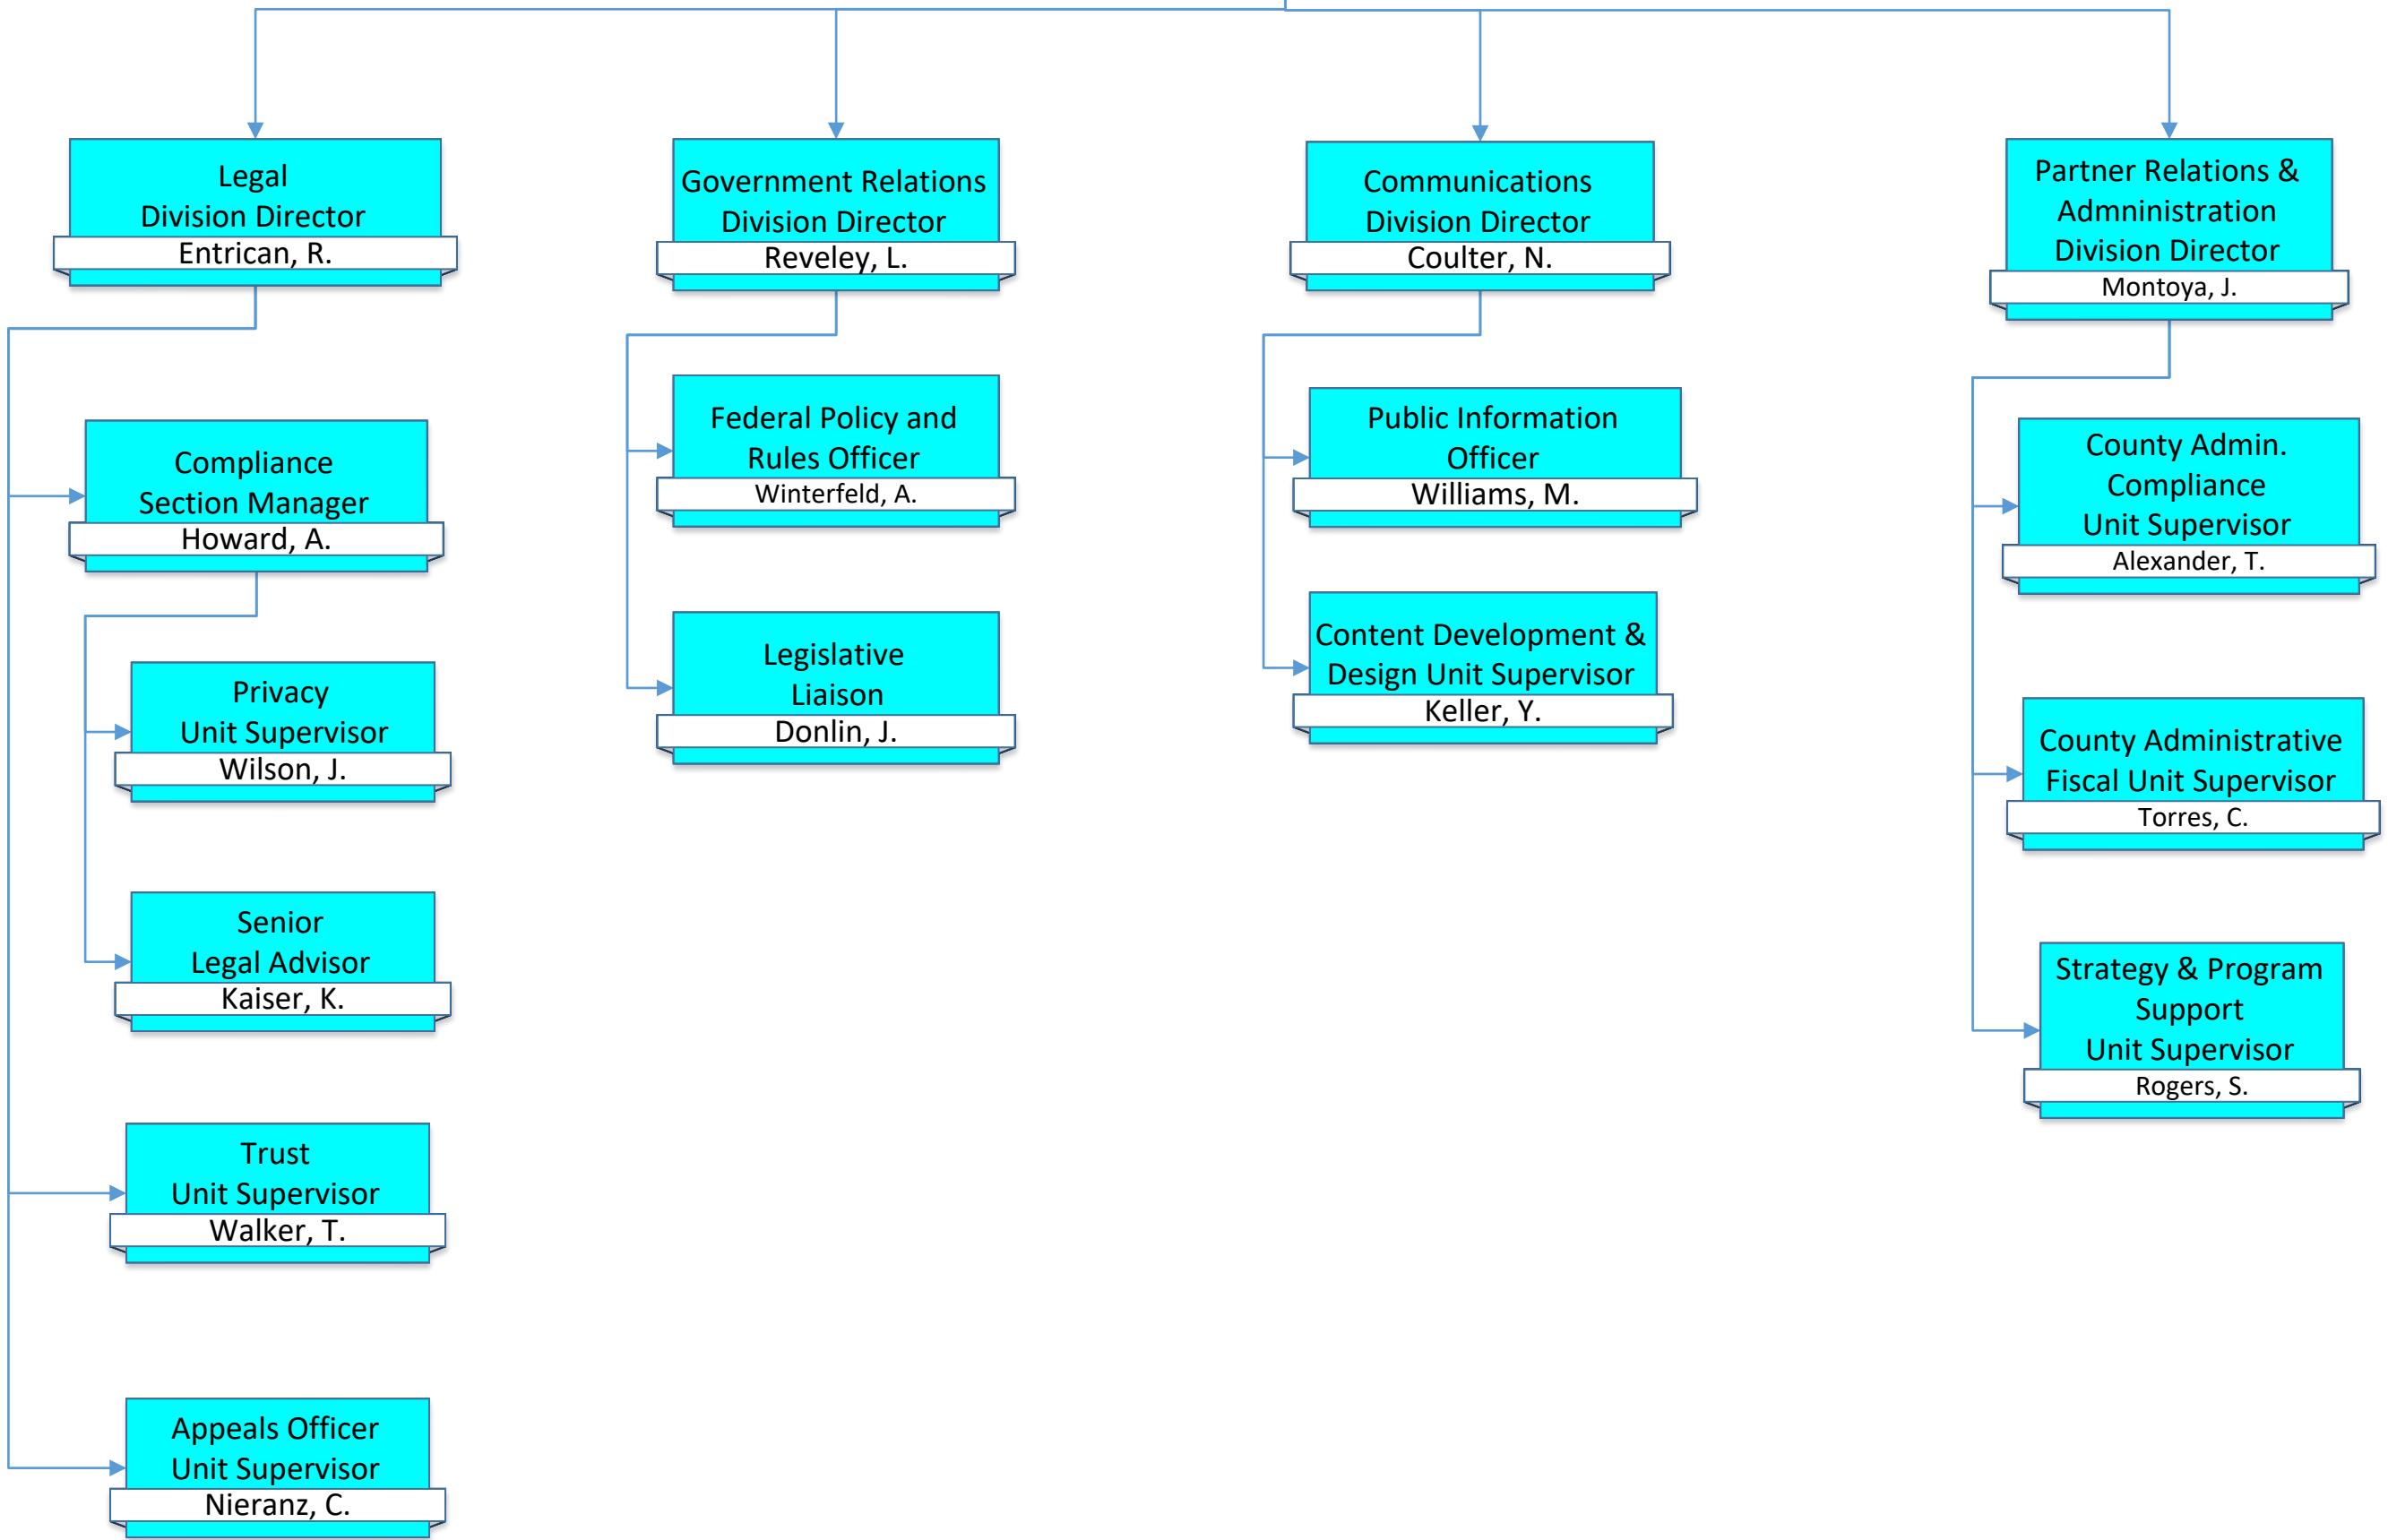 Legal
Division Director
Entrican, R.
Compliance
Section Manager
Howard, A.
Privacy
Unit Supervisor
Wilson, J.
Senior
Legal Advisor
Kaiser, K.
Trust
Unit Supervisor
Walker, T.
Appeals Officer
Unit Supervisor
Nieranz, C.
Government Relations
Division Director
Reveley, L.
Federal Policy and
Rules Officer
Winterfeld, A.
Legislative
Liaison
Donlin, J.
Communications
Division Director
Coulter, N.
Public Information
Officer
Williams, M.
Content Development &
Design Unit Supervisor
Keller, Y.
Partner Relations &
Admninistration
Division Director
Montoya, J.
County Admin.
Compliance
Unit Supervisor
Alexander, T.
County Administrative
Fiscal Unit Supervisor
Torres, C.
Strategy & Program
Support
Unit Supervisor
Rogers, S.